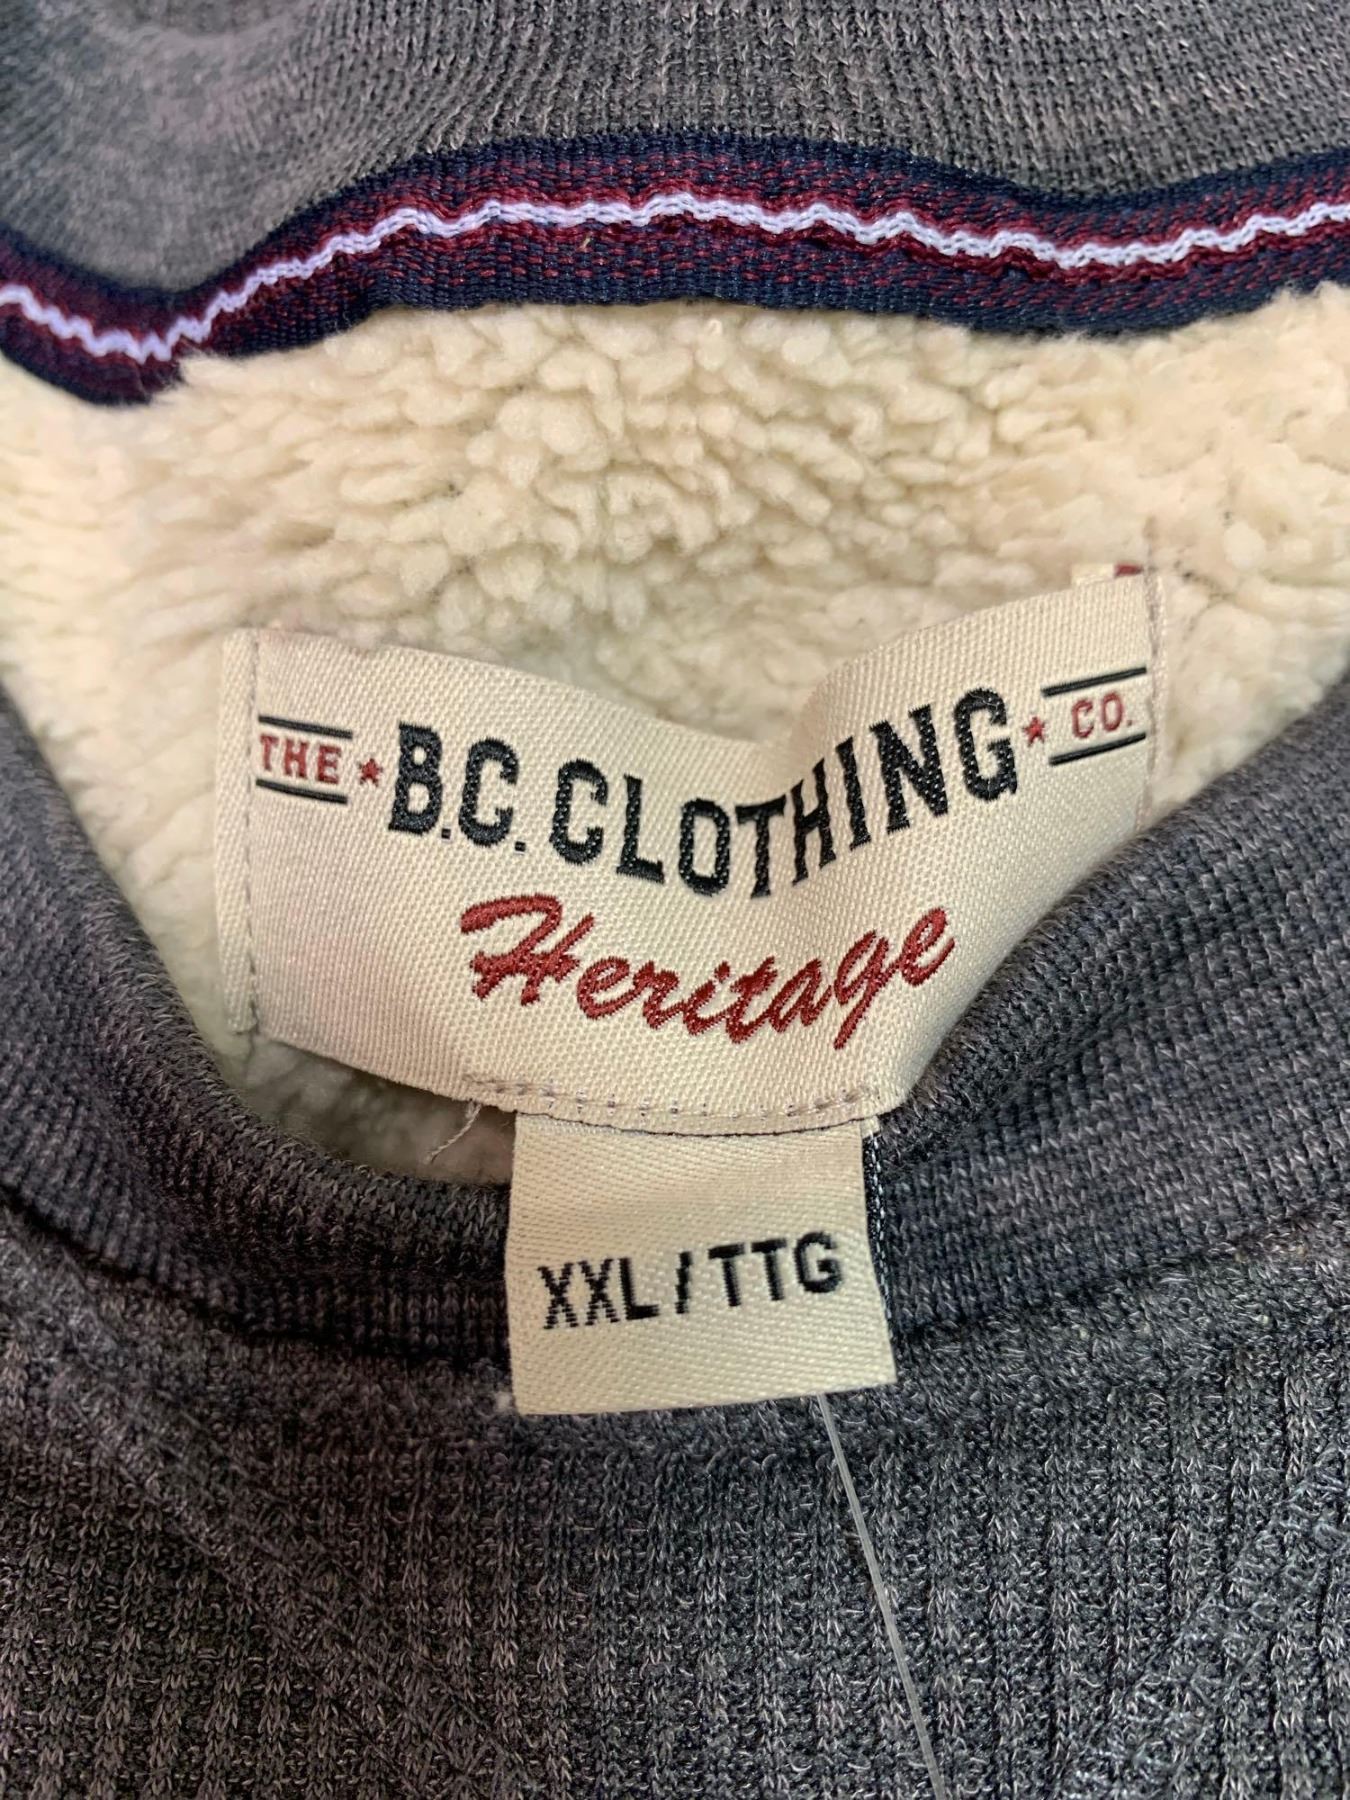 THE ★ B.C. CLOTHING ★ CO.
Heritage
XXL / TTG